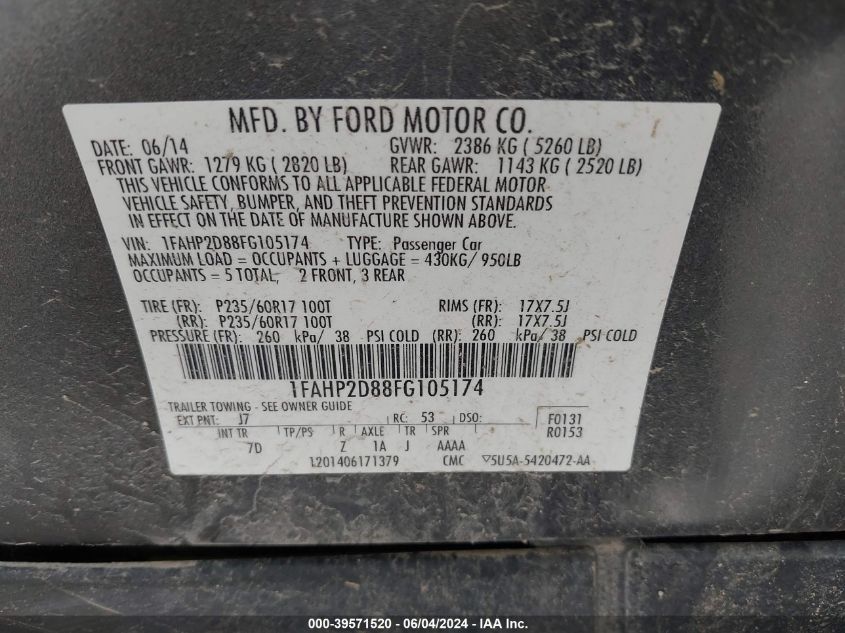 MFD. BY FORD MOTOR CO.
DATE: 06/14 GVWR: 2386 KG ( 5260 LB)
FRONT GAWR: 1279 KG ( 2820 LB) REAR GAWR: 1143 KG ( 2520 LB)
THIS VEHICLE CONFORMS TO ALL APPLICABLE FEDERAL MOTOR
VEHICLE SAFETY, BUMPER, AND THEFT PREVENTION STANDARDS
IN EFFECT ON THE DATE OF MANUFACTURE SHOWN ABOVE.
VIN: 1FAHP2D88FG105174 TYPE: Passenger Car
MAXIMUM LOAD = OCCUPANTS + LUGGAGE = 430KG/ 950LB
OCCUPANTS = 5 TOTAL, 2 FRONT, 3 REAR
TIRE (FR): P235/60R17 100T RIMS (FR): 17X7.5J
(RR): P235/60R17 100T (RR): 17X7.5J
PRESSURE (FR): 260 kPa/ 38 PSI COLD (RR): 260 kPa/ 38 PSI COLD
1FAHP2D88FG105174
TRAILER TOWING - SEE OWNER GUIDE
EXT PNT: J7 RC: 53 DSO: F0131
INT TR TP/PS R AXLE TR SPR R0153
7D Z 1A J AAAA
1201406171379 CMC ▽5U5A-5420472-AA
000-39571520 | 06/04/2024 | IAA Inc.